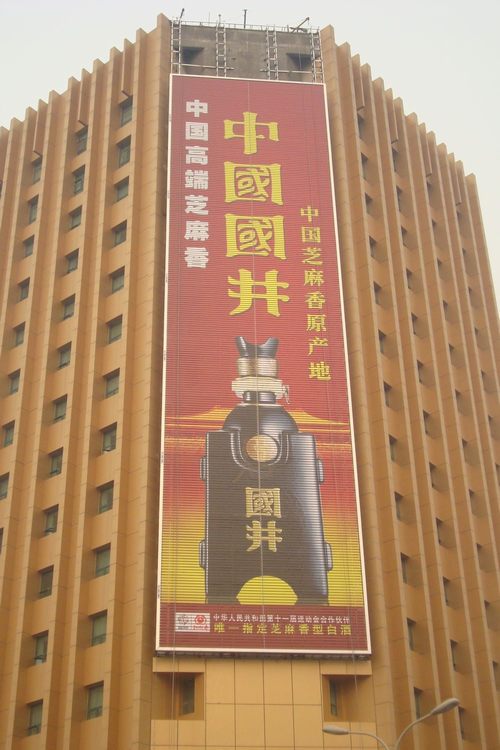 中国高端芝麻香
中國國井
中国芝麻香原产地
國井
中华人民共和国第十一届运动会合作伙伴
唯一指定芝麻香型白酒